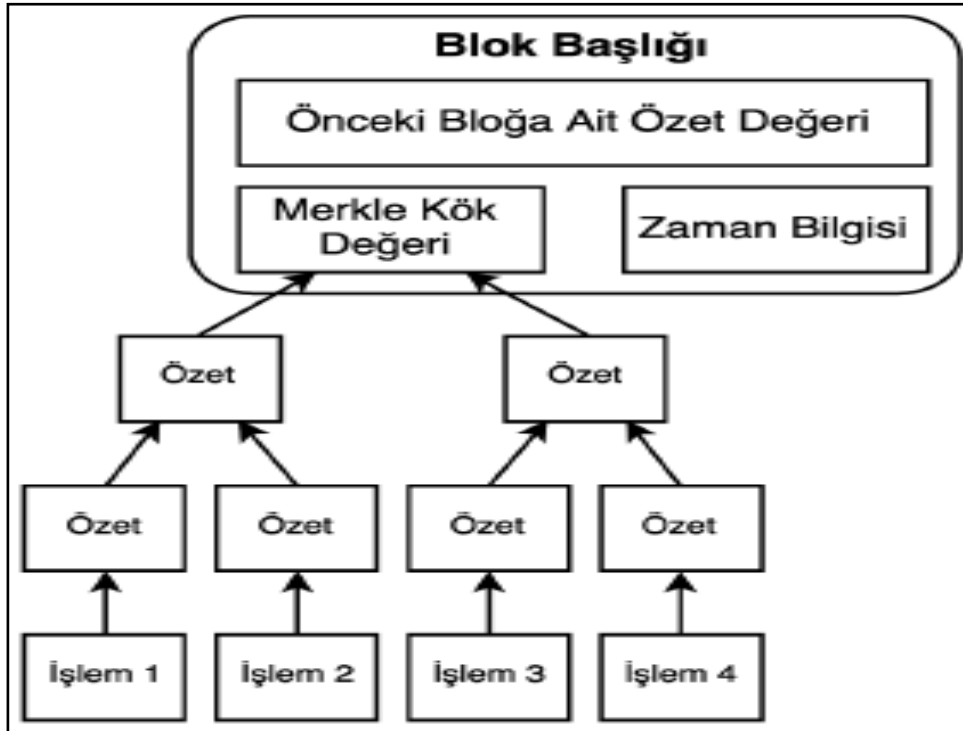 Blok Başlığı
Önceki Bloğa Ait Özet Değeri
Merkle Kök
Değeri
Zaman Bilgisi
Özet
Özet
Özet
Özet
Özet
Özet
İşlem 1
İşlem 2
İşlem 3
İşlem 4